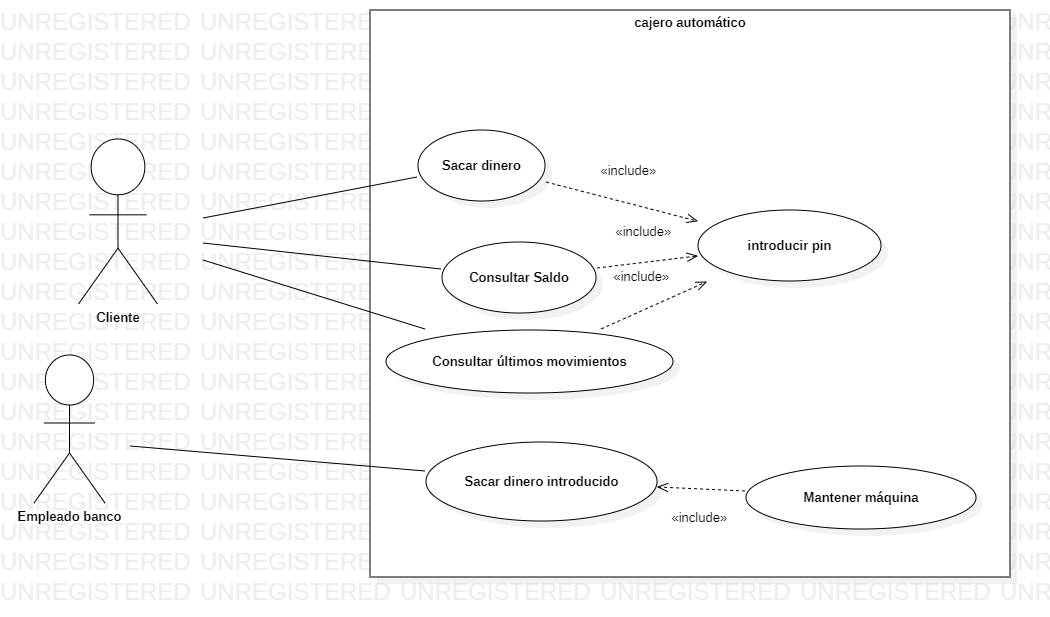 cajero automático
Sacar dinero
«include»
«include»
introducir pin
Consultar Saldo
«include»
Cliente
Consultar últimos movimientos
Sacar dinero introducido
Mantener máquina
Empleado banco
«include»
UNREGISTERED UNREGISTERED UNREGISTERED UNREGISTERED UNREGISTERED